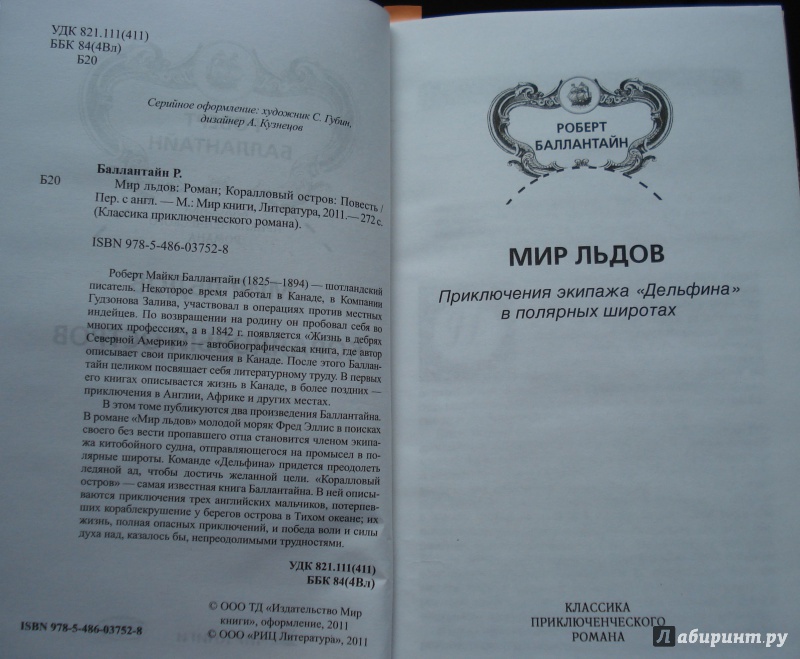 УДК 821.111(411)
ББК 84(4Вл)
Б20
Серийное оформление: художник С. Губин,
дизайнер А. Кузнецов
Баллантайн Р.
Б20 Мир льдов: Роман; Коралловый остров: Повесть /
Пер. с англ. — М.: Мир книги, Литература, 2011.— 272 с.
(Классика приключенческого романа).
ISBN 978-5-486-03752-8
Роберт Майкл Баллантайн (1825—1894) — шотландский
писатель. Некоторое время работал в Канаде, в Компании
Гудзонова Залива, участвовал в операциях против местных
индейцев. По возвращении на родину он пробовал себя во
многих профессиях, а в 1842 г. появляется «Жизнь в дебрях
Северной Америки» — автобиографическая книга, где автор
описывает свои приключения в Канаде. После этого Баллан-
тайн целиком посвящает себя литературному труду. В первых
его книгах описывается жизнь в Канаде, в более поздних —
приключения в Англии, Африке и других местах.
В этом томе публикуются два произведения Баллантайна.
В романе «Мир льдов» молодой моряк Фред Эллис в поисках
своего без вести пропавшего отца становится членом экипа-
жа китобойного судна, отправляющегося на промысел в по-
лярные широты. Команде «Дельфина» придется преодолеть
ледяной ад, чтобы достичь желанной цели. «Коралловый
остров» — самая известная книга Баллантайна. В ней описы-
ваются приключения трех английских мальчиков, потерпев-
ших кораблекрушение у берегов острова в Тихом океане; их
жизнь, полная опасных приключений, и победа воли и силы
духа над, казалось бы, непреодолимыми трудностями.
УДК 821.111(411)
ББК 84(4Вл)
© ООО ТД «Издательство Мир
книги», оформление, 2011
ISBN 978-5-486-03752-8 © ООО «РИЦ Литература», 2011
РОБЕРТ
БАЛЛАНТАЙН
МИР ЛЬДОВ
Приключения экипажа «Дельфина»
в полярных широтах
КЛАССИКА
ПРИКЛЮЧЕНЧЕСКОГО
РОМАНА
Лабиринт.ру